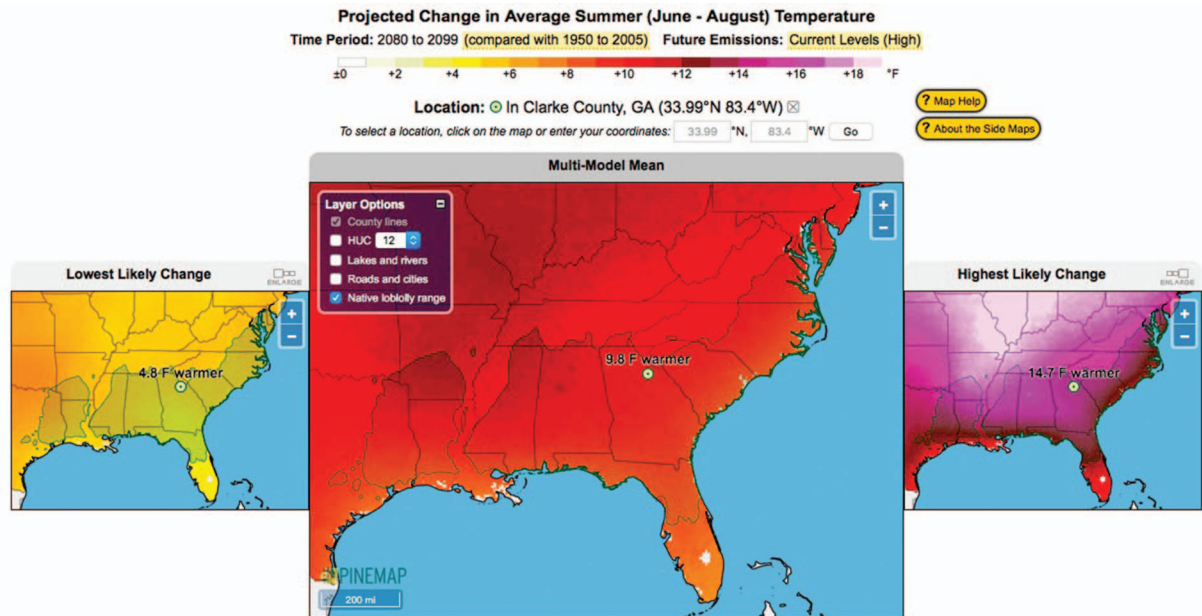 Projected Change in Average Summer (June - August) Temperature
Time Period: 2080 to 2099 (compared with 1950 to 2005) Future Emissions: Current Levels (High)
±0 +2 +4 +6 +8 +10 +12 +14 +16 +18 °F
Location: In Clarke County, GA (33.99°N 83.4°W)
? Map Help
To select a location, click on the map or enter your coordinates: 33.99 °N, 83.4 °W Go
? About the Side Maps
Multi-Model Mean
Layer Options
County lines
HUC 12
Lakes and rivers
Roads and cities
Native loblolly range
+
−
9.8 F warmer
PINEMAP
200 mi
Lowest Likely Change
ENLARGE
+
−
4.8 F warmer
Highest Likely Change
ENLARGE
+
−
14.7 F warmer